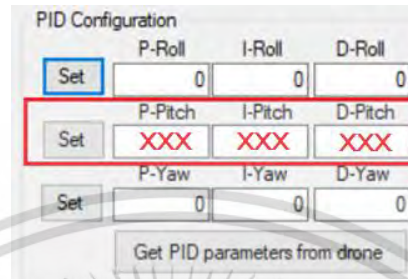 PID Configuration
P-Roll I-Roll D-Roll
Set 0 0 0
P-Pitch I-Pitch D-Pitch
Set XXX XXX XXX
P-Yaw I-Yaw D-Yaw
Set 0 0 0
Get PID parameters from drone